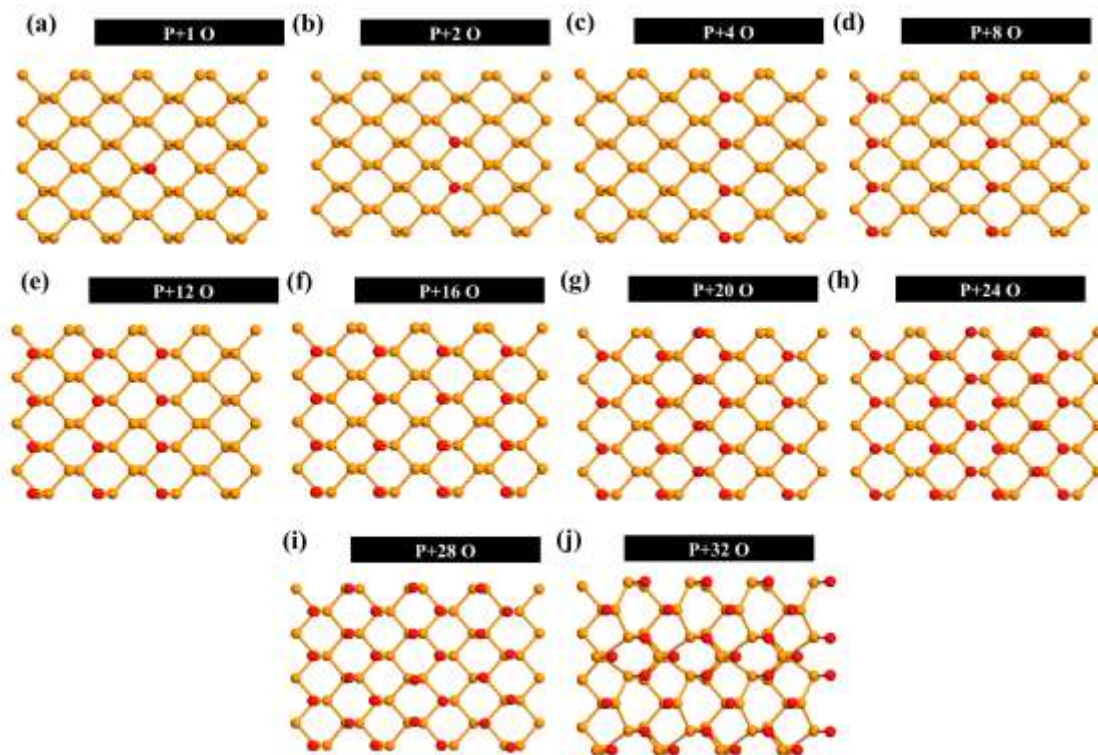 (a) P+1 O
(b) P+2 O
(c) P+4 O
(d) P+8 O
(e) P+12 O
(f) P+16 O
(g) P+20 O
(h) P+24 O
(i) P+28 O
(j) P+32 O